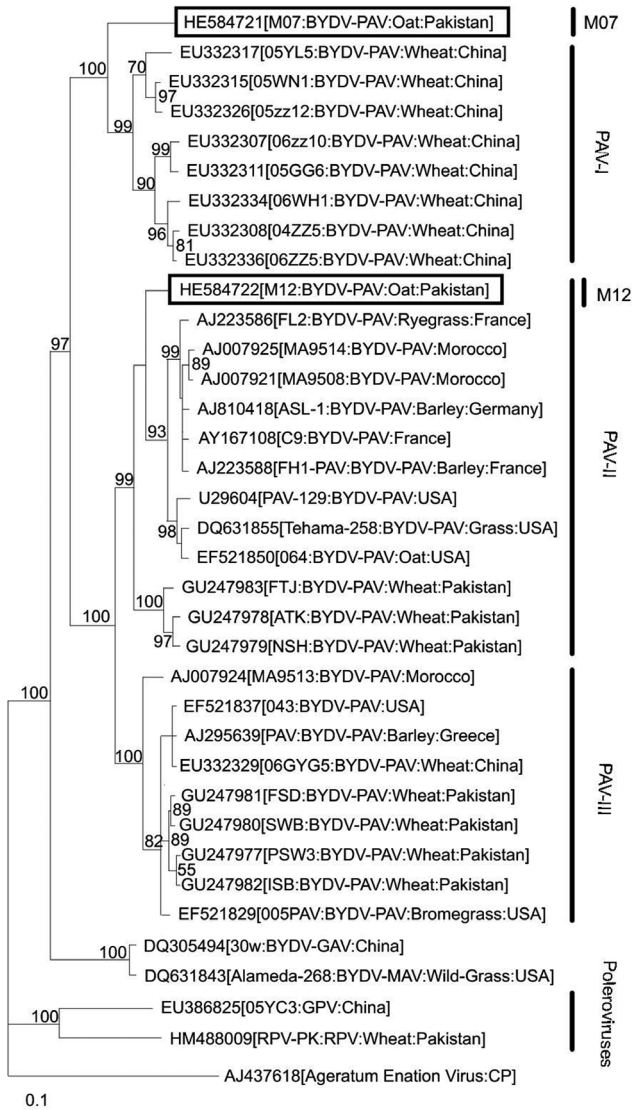 HE584721[M07:BYDV-PAV:Oat:Pakistan]
M07
EU332317[05YL5:BYDV-PAV:Wheat:China]
100
70
EU332315[05WN1:BYDV-PAV:Wheat:China]
97
EU332326[05zz12:BYDV-PAV:Wheat:China]
99
EU332307[06zz10:BYDV-PAV:Wheat:China]
99
PAV-I
EU332311[05GG6:BYDV-PAV:Wheat:China]
90
EU332334[06WH1:BYDV-PAV:Wheat:China]
EU332308[04ZZ5:BYDV-PAV:Wheat:China]
96
81
EU332336[06ZZ5:BYDV-PAV:Wheat:China]
HE584722[M12:BYDV-PAV:Oat:Pakistan]
M12
AJ223586[FL2:BYDV-PAV:Ryegrass:France]
97
AJ007925[MA9514:BYDV-PAV:Morocco]
99
89
AJ007921[MA9508:BYDV-PAV:Morocco]
AJ810418[ASL-1:BYDV-PAV:Barley:Germany]
93
AY167108[C9:BYDV-PAV:France]
PAV-II
AJ223588[FH1-PAV:BYDV-PAV:Barley:France]
99
U29604[PAV-129:BYDV-PAV:USA]
DQ631855[Tehama-258:BYDV-PAV:Grass:USA]
98
EF521850[064:BYDV-PAV:Oat:USA]
GU247983[FTJ:BYDV-PAV:Wheat:Pakistan]
100
100
GU247978[ATK:BYDV-PAV:Wheat:Pakistan]
97
GU247979[NSH:BYDV-PAV:Wheat:Pakistan]
AJ007924[MA9513:BYDV-PAV:Morocco]
100
EF521837[043:BYDV-PAV:USA]
AJ295639[PAV:BYDV-PAV:Barley:Greece]
100
EU332329[06GYG5:BYDV-PAV:Wheat:China]
PAV-III
GU247981[FSD:BYDV-PAV:Wheat:Pakistan]
89
GU247980[SWB:BYDV-PAV:Wheat:Pakistan]
82
89
GU247977[PSW3:BYDV-PAV:Wheat:Pakistan]
55
GU247982[ISB:BYDV-PAV:Wheat:Pakistan]
EF521829[005PAV:BYDV-PAV:Bromegrass:USA]
DQ305494[30w:BYDV-GAV:China]
100
DQ631843[Alameda-268:BYDV-MAV:Wild-Grass:USA]
EU386825[05YC3:GPV:China]
100
Poleroviruses
HM488009[RPV-PK:RPV:Wheat:Pakistan]
AJ437618[Ageratum Enation Virus:CP]
0.1